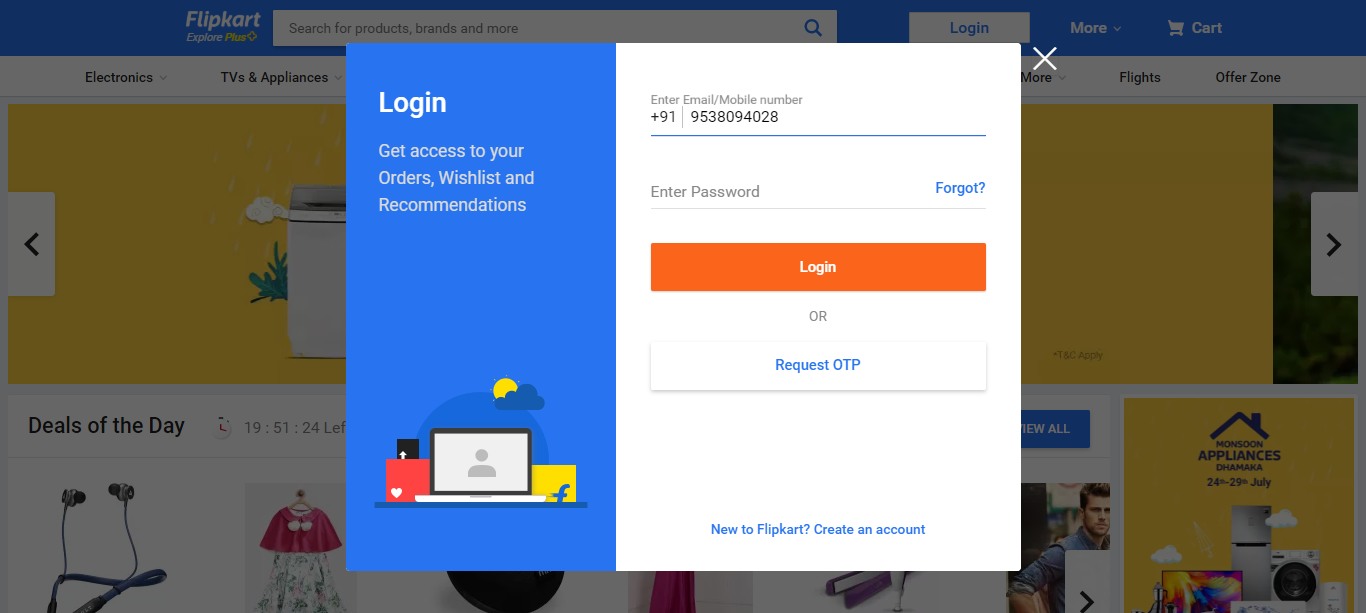 Flipkart
Explore Plus
Search for products, brands and more
Login
More
Cart
Electronics
TVs & Appliances
More
Flights
Offer Zone
Login
Get access to your
Orders, Wishlist and
Recommendations
Enter Email/Mobile number
+91 9538094028
Enter Password
Forgot?
Login
OR
Request OTP
New to Flipkart? Create an account
*T&C Apply
Deals of the Day
19 : 51 : 24 Lef
VIEW ALL
MONSOON
APPLIANCES
DHAMAKA
24th-29th July